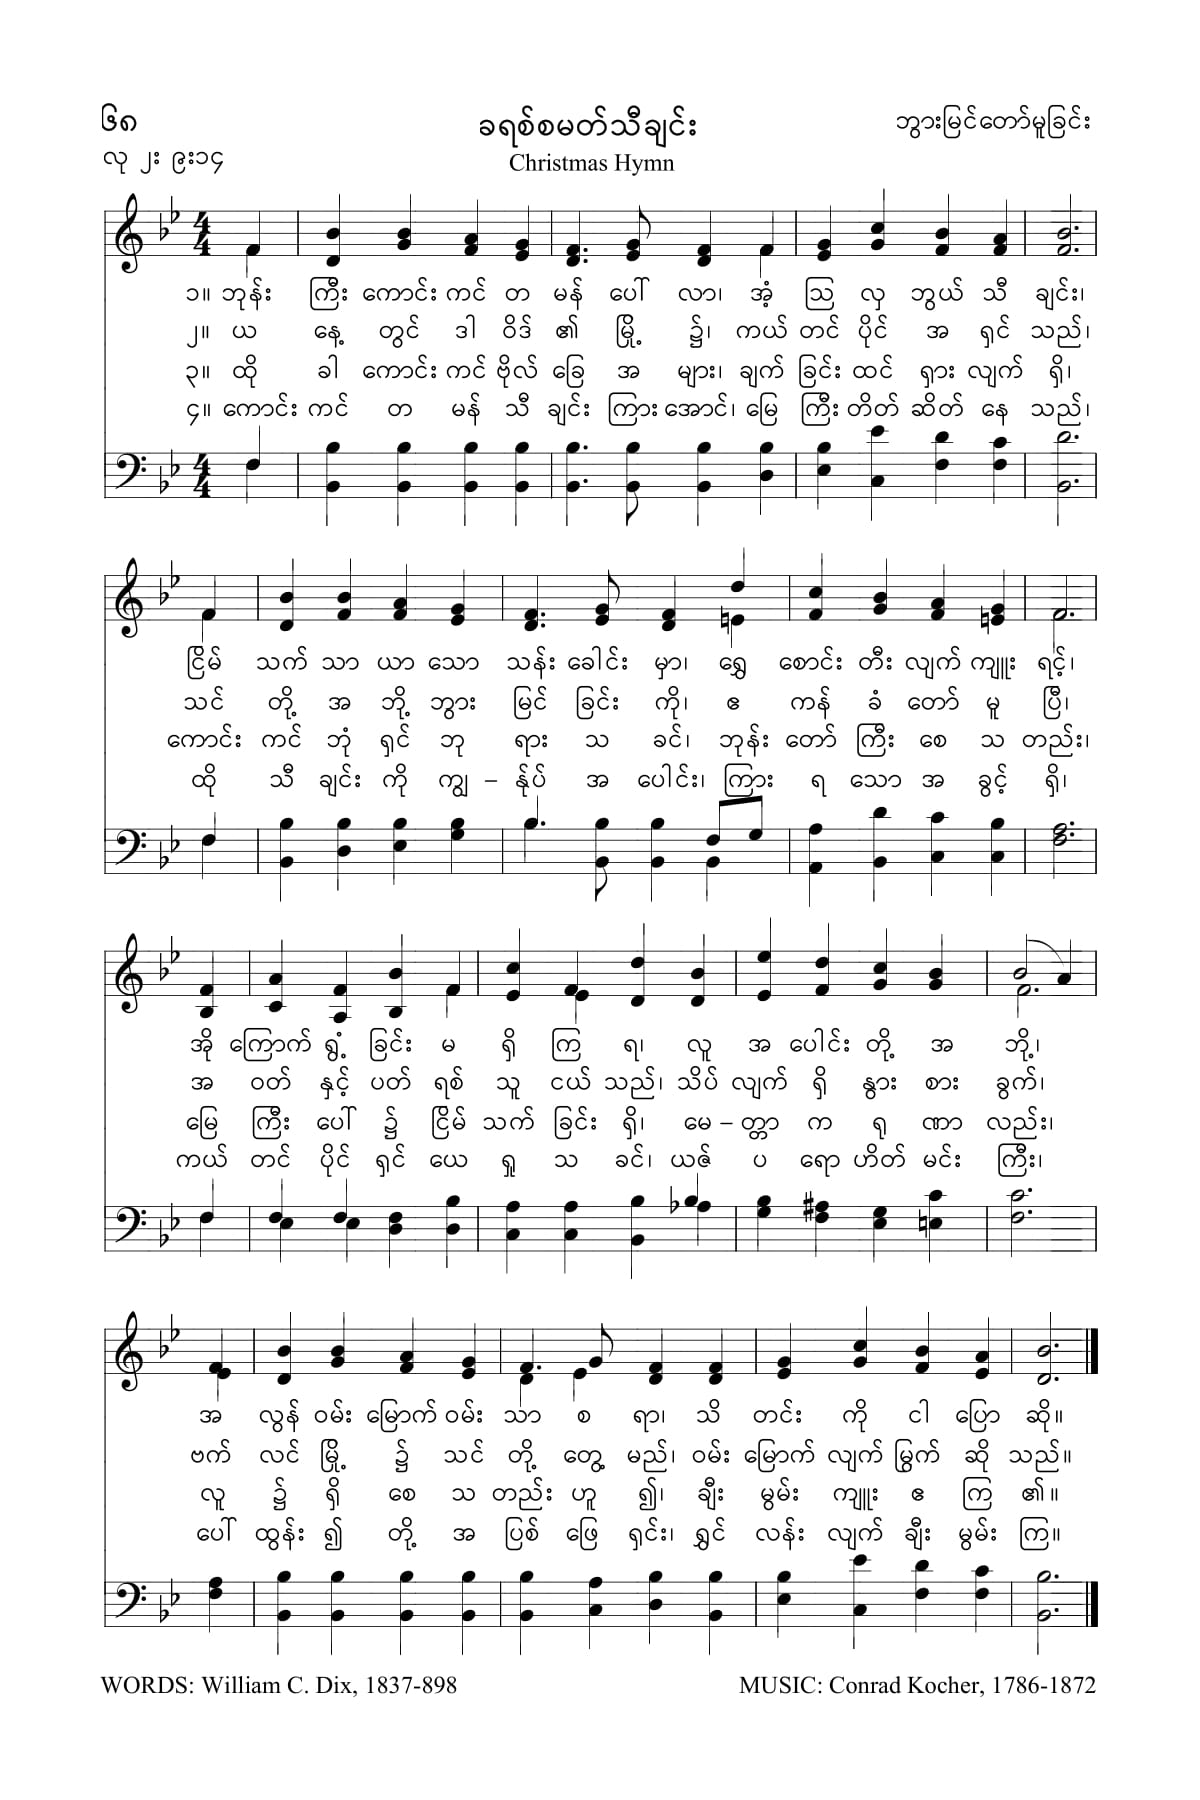 ၆၈ ခရစ်စမတ်သီချင်း ဘွားမြင်တော်မူခြင်း
လု ၂း ၉း၁၄ Christmas Hymn
၁။ ဘုန်း ကြီး ကောင်း ကင် တ မန် ပေါ် လာ၊ အံ့ ဩ လှ ဘွယ် သီ ချင်း၊
၂။ ယ နေ့ တွင် ဒါ ဝိဒ် ၏ မြို့ ၌၊ ကယ် တင် ပိုင် အ ရှင် သည်၊
၃။ ထို ခါ ကောင်း ကင် ဗိုလ် ခြေ အ များ၊ ချက် ခြင်း ထင် ရှား လျက် ရှိ၊
၄။ ကောင်း ကင် တ မန် သီ ချင်း ကြား အောင်၊ မြေ ကြီး တိတ် ဆိတ် နေ သည်၊
ငြိမ် သက် သာ ယာ သော သန်း ခေါင်း မှာ၊ ရွှေ စောင်း တီး လျက် ကျူး ရင့်၊
သင် တို့ အ ဘို့ ဘွား မြင် ခြင်း ကို၊ ဧ ကန် ခံ တော် မူ ပြီ၊
ကောင်း ကင် ဘုံ ရှင် ဘု ရား သ ခင်၊ ဘုန်း တော် ကြီး စေ သ တည်း၊
ထို သီ ချင်း ကို ကျွ – န်ုပ် အ ပေါင်း၊ ကြား ရ သော အ ခွင့် ရှိ၊
အို ကြောက် ရွံ့ ခြင်း မ ရှိ ကြ ရ၊ လူ အ ပေါင်း တို့ အ ဘို့၊
အ ဝတ် နှင့် ပတ် ရစ် သူ ငယ် သည်၊ သိပ် လျက် ရှိ နွား စား ခွက်၊
မြေ ကြီး ပေါ် ၌ ငြိမ် သက် ခြင်း ရှိ၊ မေ – တ္တာ က ရု ဏာ လည်း၊
ကယ် တင် ပိုင် ရှင် ယေ ရှု သ ခင်၊ ယဇ် ပ ရော ဟိတ် မင်း ကြီး၊
အ လွန် ဝမ်း မြောက် ဝမ်း သာ စ ရာ၊ သိ တင်း ကို ငါ ပြော ဆို။
ဗက် လင် မြို့ ၌ သင် တို့ တွေ့ မည်၊ ဝမ်း မြောက် လျက် မြွက် ဆို သည်။
လူ ၌ ရှိ စေ သ တည်း ဟူ ၍၊ ချီး မွမ်း ကျူး ဧ ကြ ၏။
ပေါ် ထွန်း ၍ တို့ အ ပြစ် ဖြေ ရှင်း၊ ရွှင် လန်း လျက် ချီး မွမ်း ကြ။
WORDS: William C. Dix, 1837-898 MUSIC: Conrad Kocher, 1786-1872